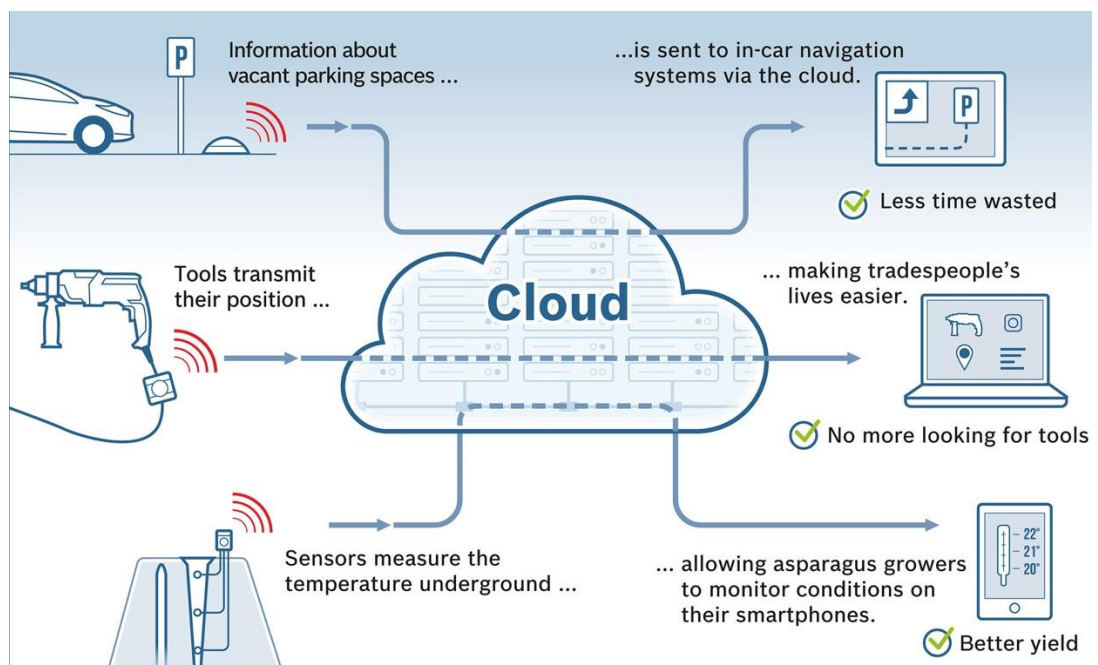 P
Information about
vacant parking spaces ...
...is sent to in-car navigation
systems via the cloud.
P
Less time wasted
Tools transmit
their position ...
Cloud
... making tradespeople's
lives easier.
No more looking for tools
Sensors measure the
temperature underground ...
... allowing asparagus growers
to monitor conditions on
their smartphones.
22°
21°
20°
Better yield